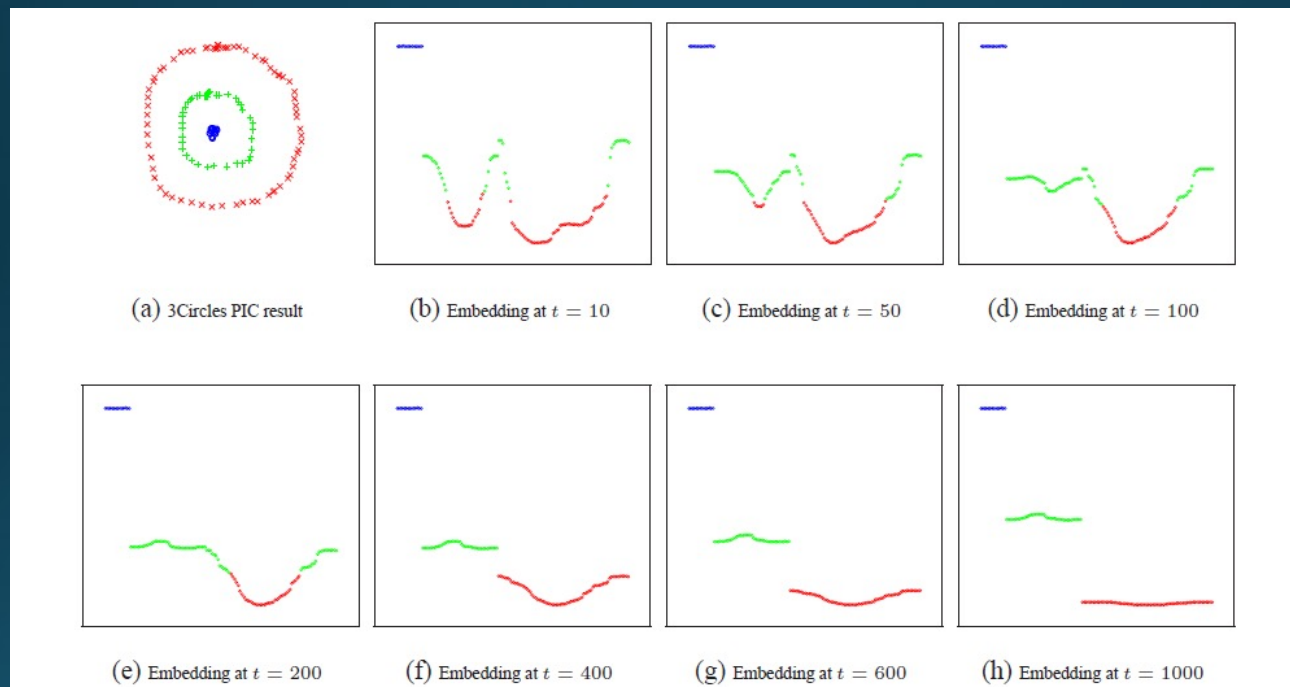 (a) 3Circles PIC result
(b) Embedding at t = 10
(c) Embedding at t = 50
(d) Embedding at t = 100
(e) Embedding at t = 200
(f) Embedding at t = 400
(g) Embedding at t = 600
(h) Embedding at t = 1000